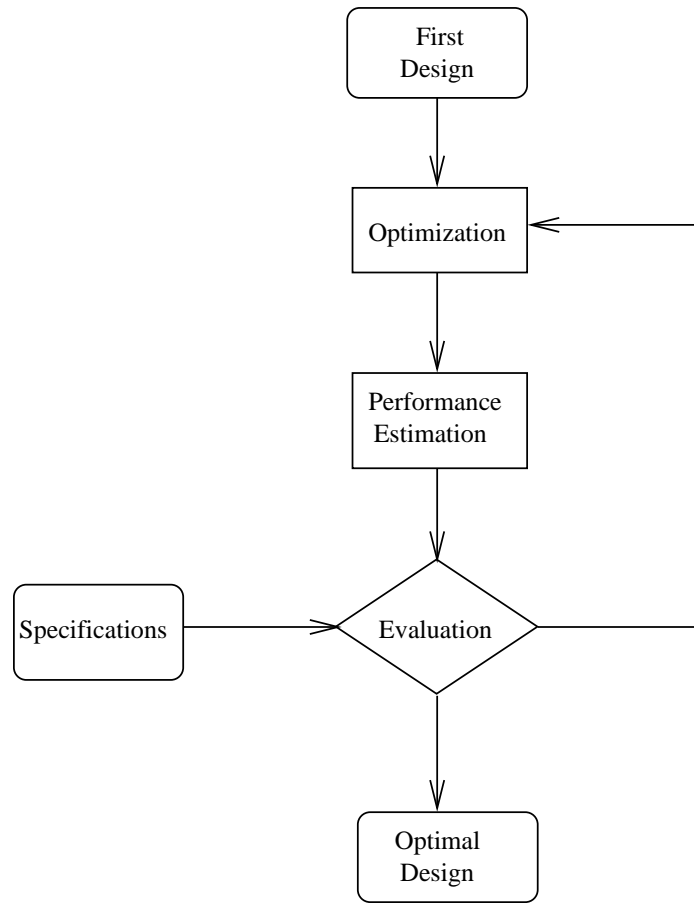 First
Design
Optimization
Performance
Estimation
Specifications
Evaluation
Optimal
Design